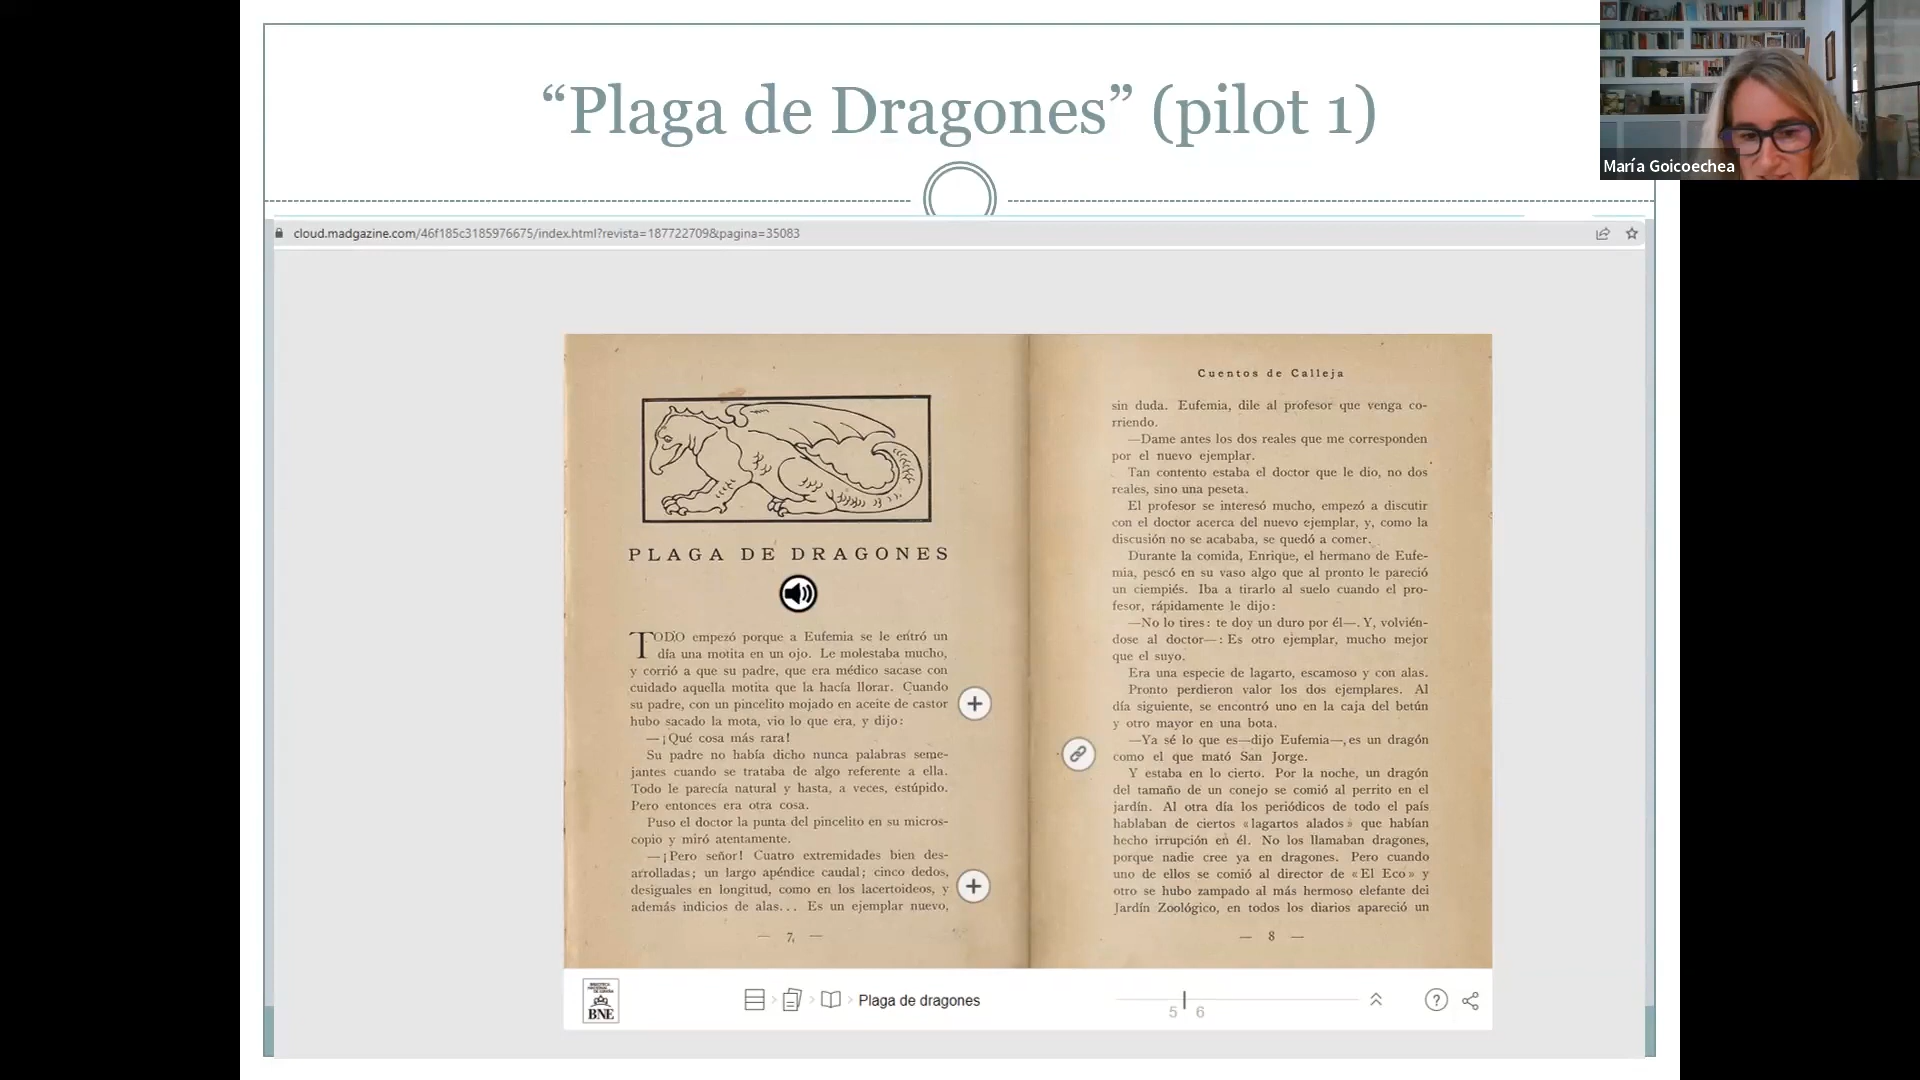 “Plaga de Dragones” (pilot 1)
María Goicoechea
cloud.madgazine.com/46f185c3185976675/index.html?revista=187722709&pagina=35083
PLAGA DE DRAGONES
TODO empezó porque a Eufemia se le entró un
día una motita en un ojo. Le molestaba mucho,
y corrió a que su padre, que era médico sacase con
cuidado aquella motita que la hacía llorar. Cuando
su padre, con un pincelito mojado en aceite de castor
hubo sacado la mota, vio lo que era, y dijo:
—¡Qué cosa más rara!
Su padre no había dicho nunca palabras seme-
jantes cuando se trataba de algo referente a ella.
Todo le parecía natural y hasta, a veces, estúpido.
Pero entonces era otra cosa.
Puso el doctor la punta del pincelito en su micros-
copio y miró atentamente.
—¡Pero señor! Cuatro extremidades bien des-
arrolladas; un largo apéndice caudal; cinco dedos,
desiguales en longitud, como en los lacertoideos, y
además indicios de alas... Es un ejemplar nuevo,
— 7 —
Cuentos de Calleja
sin duda. Eufemia, dile al profesor que venga co-
rriendo.
—Dame antes los dos reales que me corresponden
por el nuevo ejemplar.
Tan contento estaba el doctor que le dio, no dos
reales, sino una peseta.
El profesor se interesó mucho, empezó a discutir
con el doctor acerca del nuevo ejemplar, y, como la
discusión no se acababa, se quedó a comer.
Durante la comida, Enrique, el hermano de Eufe-
mia, pescó en su vaso algo que al pronto le pareció
un ciempiés. Iba a tirarlo al suelo cuando el pro-
fesor, rápidamente le dijo:
—No lo tires: te doy un duro por él—. Y, volvién-
dose al doctor—: Es otro ejemplar, mucho mejor
que el suyo.
Era una especie de lagarto, escamoso y con alas.
Pronto perdieron valor los dos ejemplares. Al
día siguiente, se encontró uno en la caja del betún
y otro mayor en una bota.
—Ya sé lo que es—dijo Eufemia—, es un dragón
como el que mató San Jorge.
Y estaba en lo cierto. Por la noche, un dragón
del tamaño de un conejo se comió al perrito en el
jardín. Al otra día los periódicos de todo el país
hablaban de ciertos «lagartos alados» que habían
hecho irrupción en él. No los llamaban dragones,
porque nadie cree ya en dragones. Pero cuando
uno de ellos se comió al director de «El Eco» y
otro se hubo zampado al más hermoso elefante del
Jardín Zoológico, en todos los diarios apareció un
— 8 —
BIBLIOTECA
NACIONAL
DE ESPAÑA
BNE
Plaga de dragones
5 6